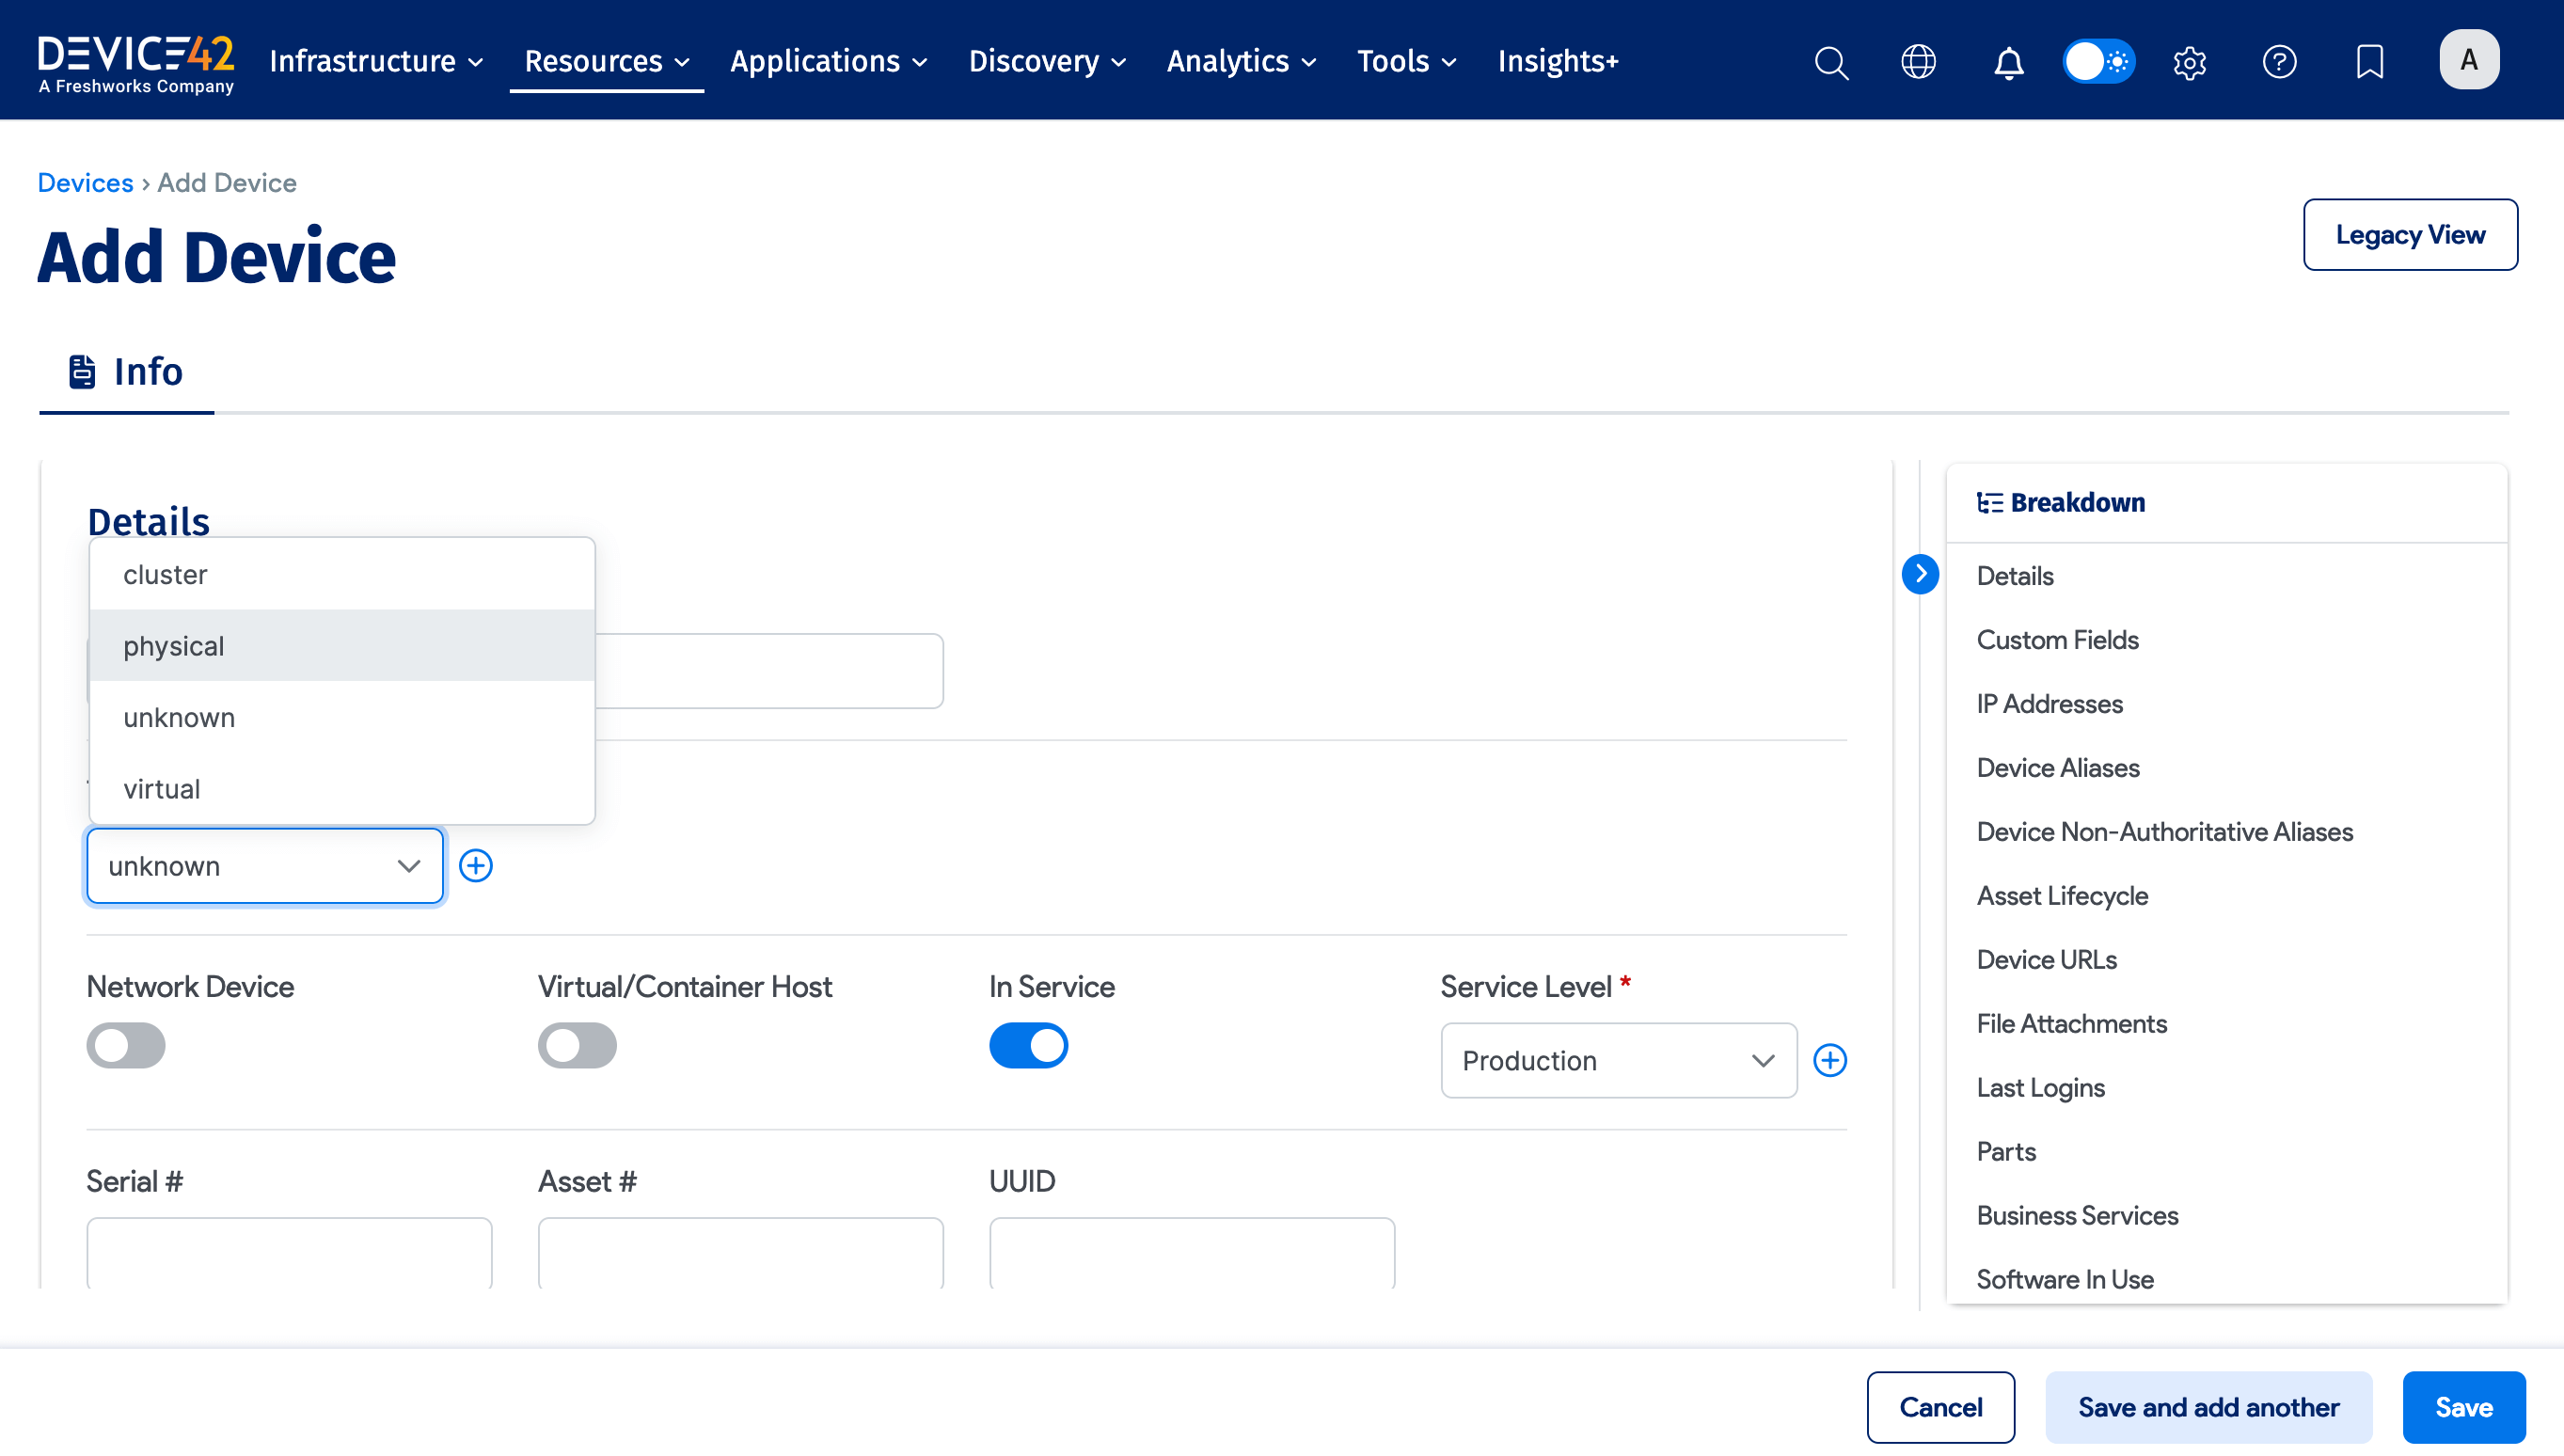 DEVICE42
A Freshworks Company
Infrastructure
Resources
Applications
Discovery
Analytics
Tools
Insights+
A
Devices › Add Device
Add Device
Legacy View
Info
Details
cluster
physical
unknown
virtual
unknown
Network Device
Virtual/Container Host
In Service
Service Level *
Production
Serial #
Asset #
UUID
Breakdown
Details
Custom Fields
IP Addresses
Device Aliases
Device Non-Authoritative Aliases
Asset Lifecycle
Device URLs
File Attachments
Last Logins
Parts
Business Services
Software In Use
Cancel
Save and add another
Save